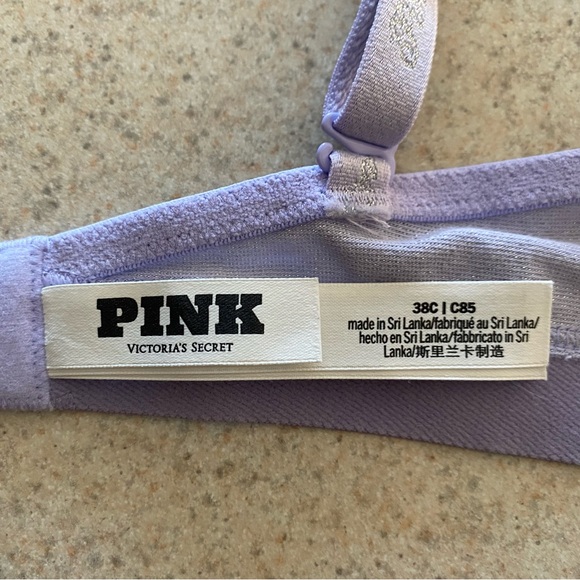 PINK
VICTORIA'S SECRET
38C | C85
made in Sri Lanka/fabriqué au Sri Lanka/
hecho en Sri Lanka/fabbricato in Sri
Lanka/斯里兰卡制造